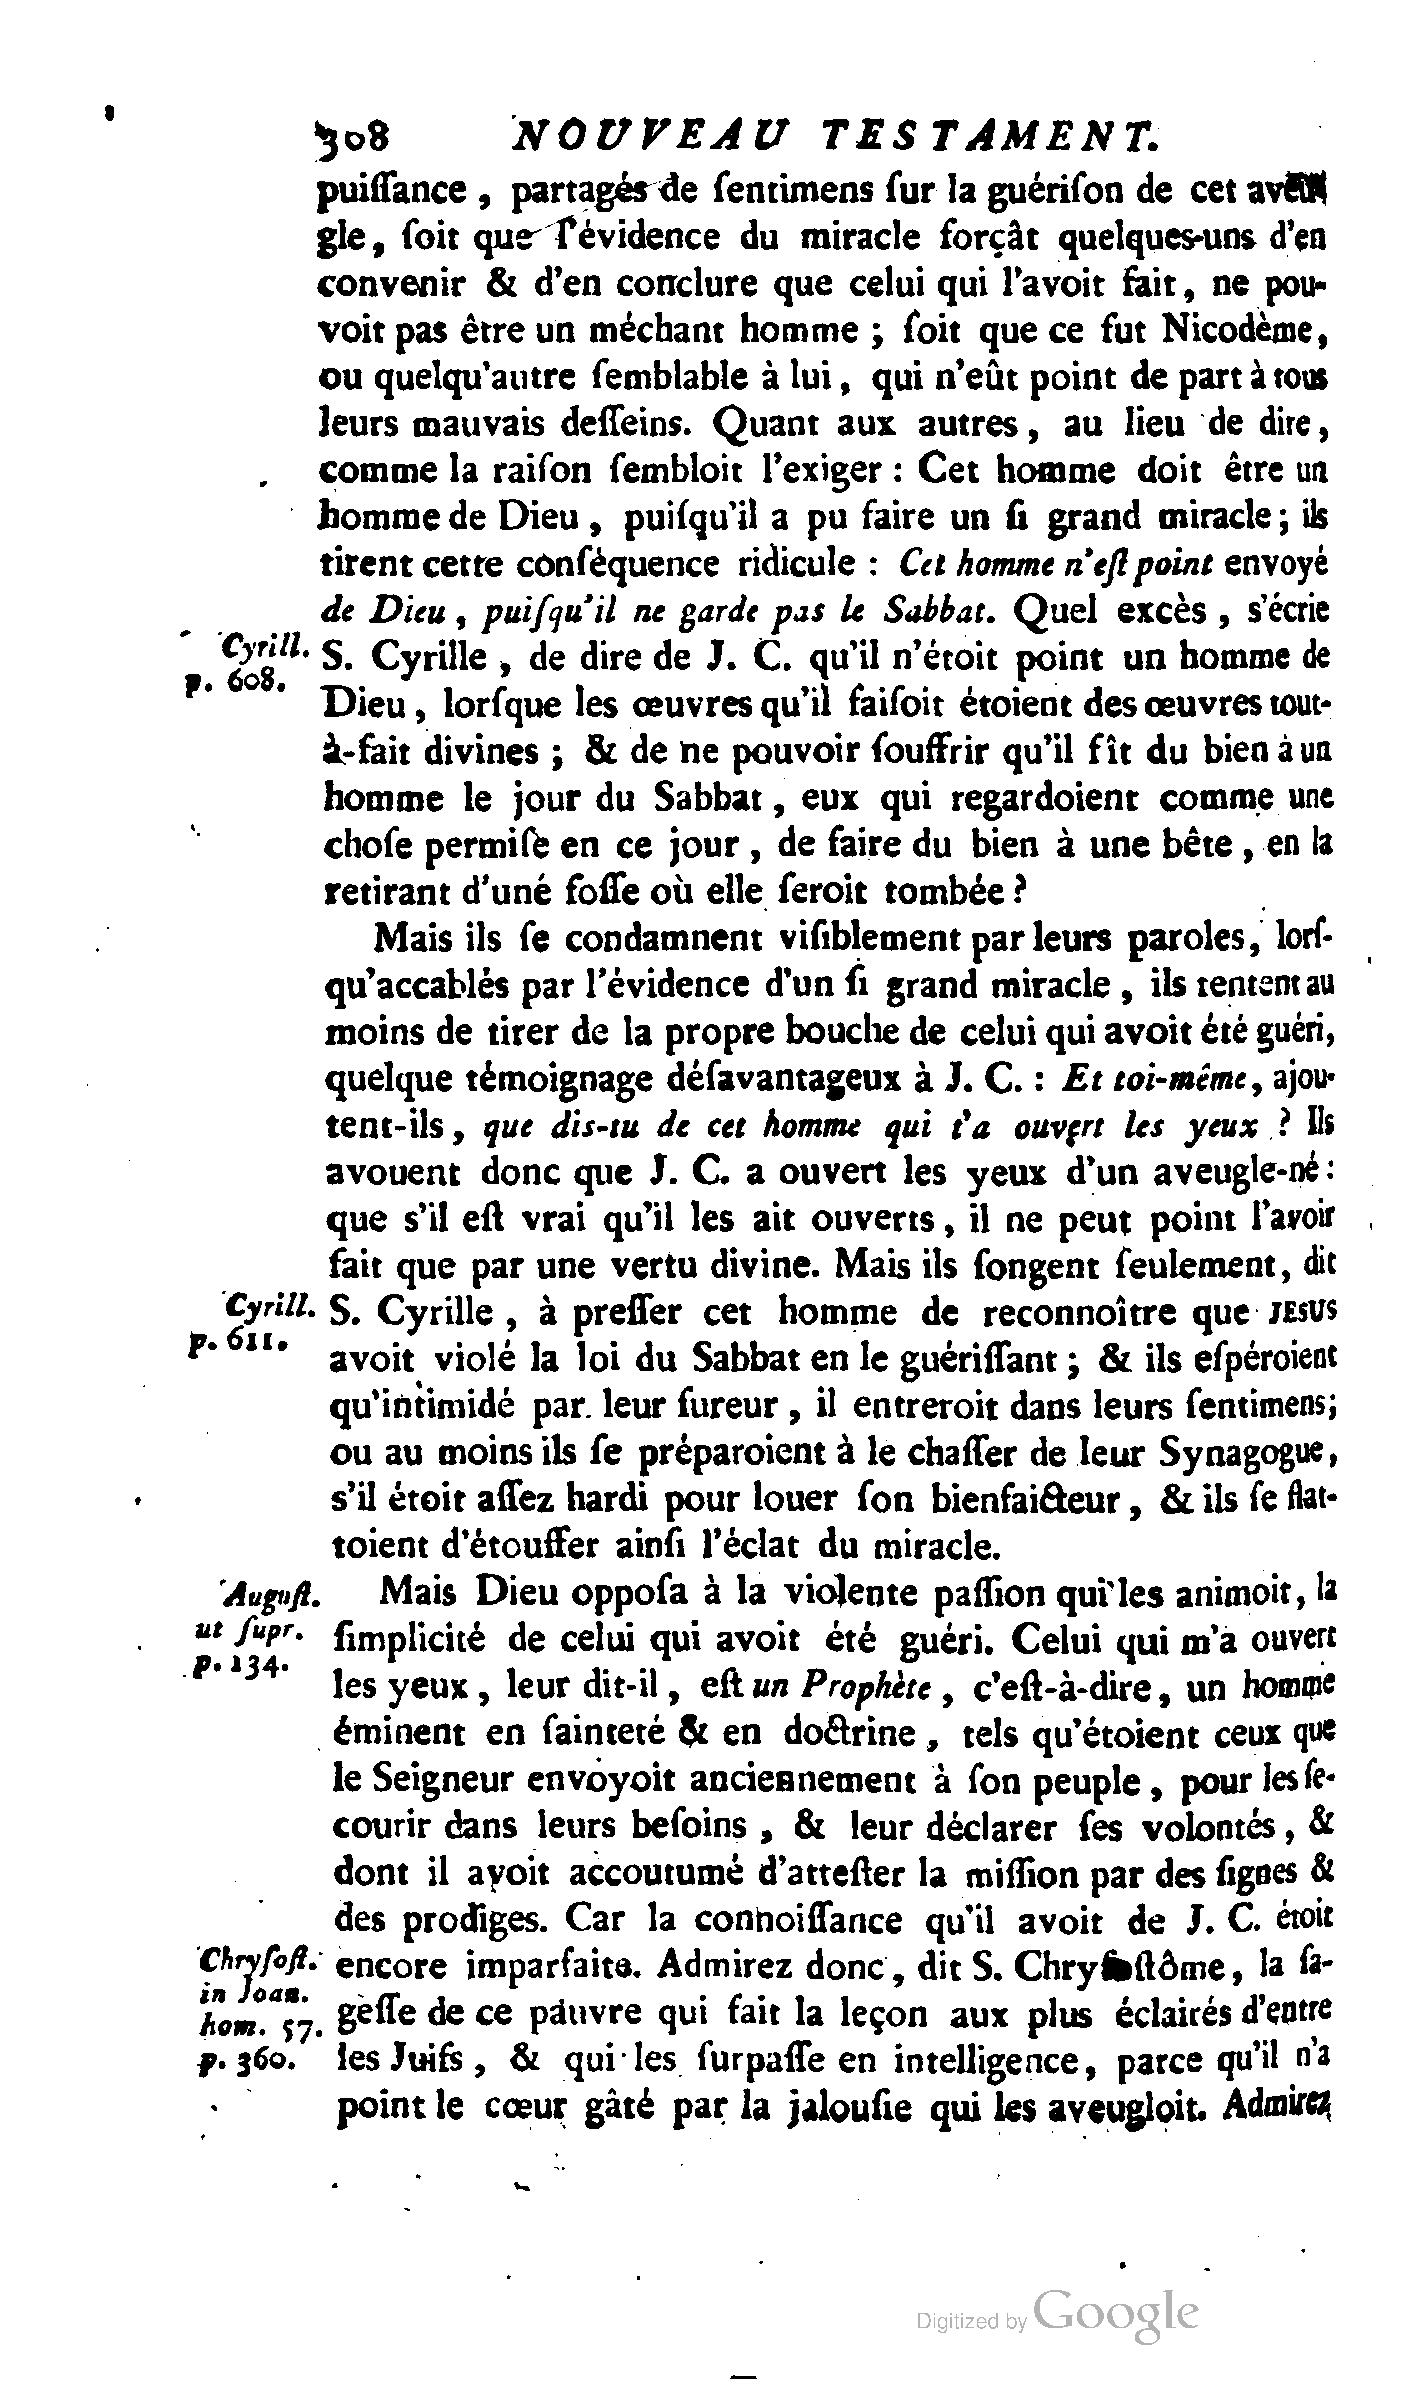 308 NOUVEAU TESTAMENT.
puiſſance, partagés de ſentimens ſur la guériſon de cet aveu-
gle, ſoit que l'évidence du miracle forçât quelques-uns d'en
convenir & d'en conclure que celui qui l'avoit fait, ne pou-
voit pas être un méchant homme ; ſoit que ce fut Nicodème,
ou quelqu'autre ſemblable à lui, qui n'eût point de part à tous
leurs mauvais deſſeins. Quant aux autres, au lieu de dire,
comme la raiſon ſembloit l'exiger : Cet homme doit être un
homme de Dieu, puiſqu'il a pu faire un ſi grand miracle; ils
tirent cette conſéquence ridicule : Cet homme n'eſt point envoyé
de Dieu, puiſqu'il ne garde pas le Sabbat. Quel excès, s'écrie
Cyrill.
p. 608.
S. Cyrille, de dire de J. C. qu'il n'étoit point un homme de
Dieu, lorſque les œuvres qu'il faiſoit étoient des œuvres tout-
à-fait divines ; & de ne pouvoir ſouffrir qu'il fît du bien à un
homme le jour du Sabbat, eux qui regardoient comme une
choſe permiſe en ce jour, de faire du bien à une bête, en la
retirant d'uné foſſe où elle ſeroit tombée ?
Mais ils ſe condamnent viſiblement par leurs paroles, lorſ-
qu'accablés par l'évidence d'un ſi grand miracle, ils tentent au
moins de tirer de la propre bouche de celui qui avoit été guéri,
quelque témoignage déſavantageux à J. C. : Et toi-même, ajou-
tent-ils, que dis-tu de cet homme qui t'a ouvert les yeux ? Ils
avouent donc que J. C. a ouvert les yeux d'un aveugle-né :
que s'il eſt vrai qu'il les ait ouverts, il ne peut point l'avoir
fait que par une vertu divine. Mais ils ſongent ſeulement, dit
Cyrill.
p. 611.
S. Cyrille, à preſſer cet homme de reconnoître que JESUS
avoit violé la loi du Sabbat en le guériſſant ; & ils eſpéroient
qu'intimidé par leur fureur, il entreroit dans leurs ſentimens;
ou au moins ils ſe préparoient à le chaſſer de leur Synagogue,
s'il étoit aſſez hardi pour louer ſon bienfaiƈteur, & ils ſe flat-
toient d'étouffer ainſi l'éclat du miracle.
Auguſt.
ut ſupr.
p. 134.
Mais Dieu oppoſa à la violente paſſion qui les animoit, la
ſimplicité de celui qui avoit été guéri. Celui qui m'a ouvert
les yeux, leur dit-il, eſt un Prophète, c'eſt-à-dire, un homme
éminent en ſainteté & en doƈtrine, tels qu'étoient ceux que
le Seigneur envoyoit anciennement à ſon peuple, pour les ſe-
courir dans leurs beſoins, & leur déclarer ſes volontés, &
dont il avoit accoutumé d'atteſter la miſſion par des ſignes &
des prodiges. Car la connoiſſance qu'il avoit de J. C. étoit
Chryſoſt.
in Joan.
hom. 57.
p. 360.
encore imparfaite. Admirez donc, dit S. Chryſoſtôme, la ſa-
geſſe de ce pauvre qui fait la leçon aux plus éclairés d'entre
les Juifs, & qui les ſurpaſſe en intelligence, parce qu'il n'a
point le cœur gâté par la jalouſie qui les aveugloit. Admirez
Digitized by Google